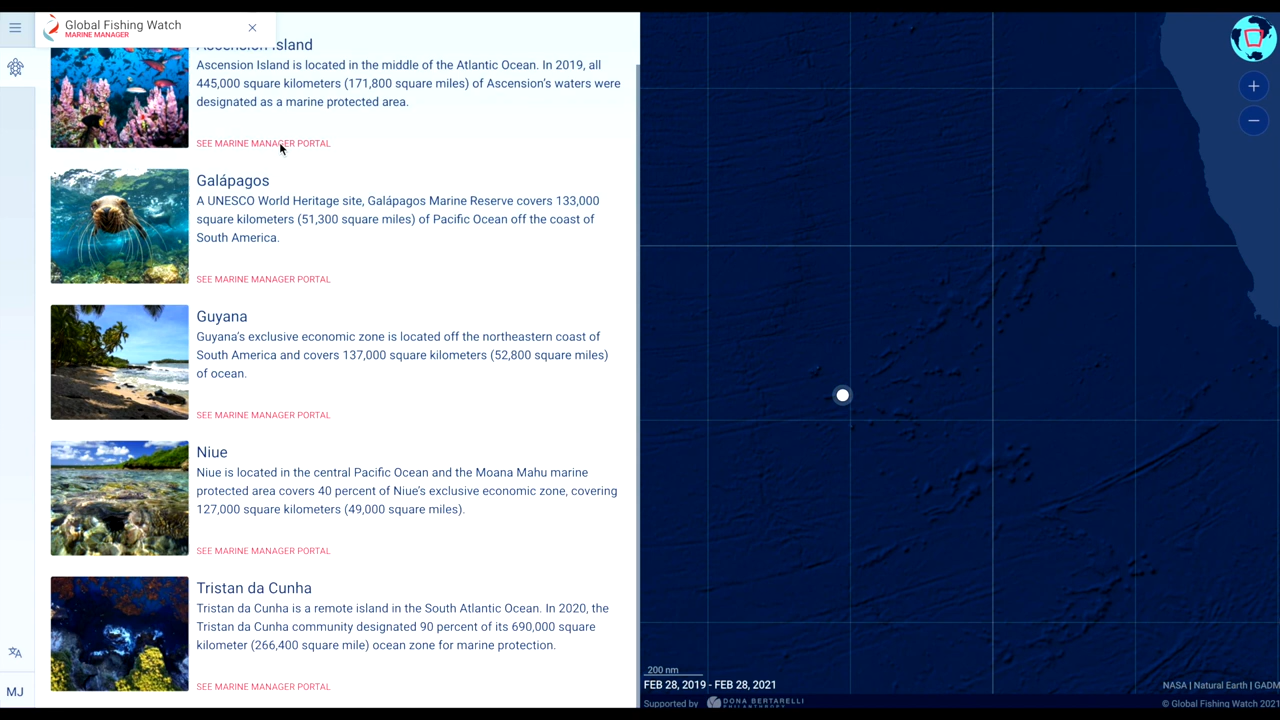 Global Fishing Watch
MARINE MANAGER
Ascension Island
Ascension Island is located in the middle of the Atlantic Ocean. In 2019, all
445,000 square kilometers (171,800 square miles) of Ascension’s waters were
designated as a marine protected area.
SEE MARINE MANAGER PORTAL
Galápagos
A UNESCO World Heritage site, Galápagos Marine Reserve covers 133,000
square kilometers (51,300 square miles) of Pacific Ocean off the coast of
South America.
SEE MARINE MANAGER PORTAL
Guyana
Guyana’s exclusive economic zone is located off the northeastern coast of
South America and covers 137,000 square kilometers (52,800 square miles)
of ocean.
SEE MARINE MANAGER PORTAL
Niue
Niue is located in the central Pacific Ocean and the Moana Mahu marine
protected area covers 40 percent of Niue’s exclusive economic zone, covering
127,000 square kilometers (49,000 square miles).
SEE MARINE MANAGER PORTAL
Tristan da Cunha
Tristan da Cunha is a remote island in the South Atlantic Ocean. In 2020, the
Tristan da Cunha community designated 90 percent of its 690,000 square
kilometer (266,400 square mile) ocean zone for marine protection.
SEE MARINE MANAGER PORTAL
MJ
200 nm
FEB 28, 2019 - FEB 28, 2021
NASA | Natural Earth | GADM
Supported by
DONA BERTARELLI
PHILANTHROPY
© Global Fishing Watch 2021